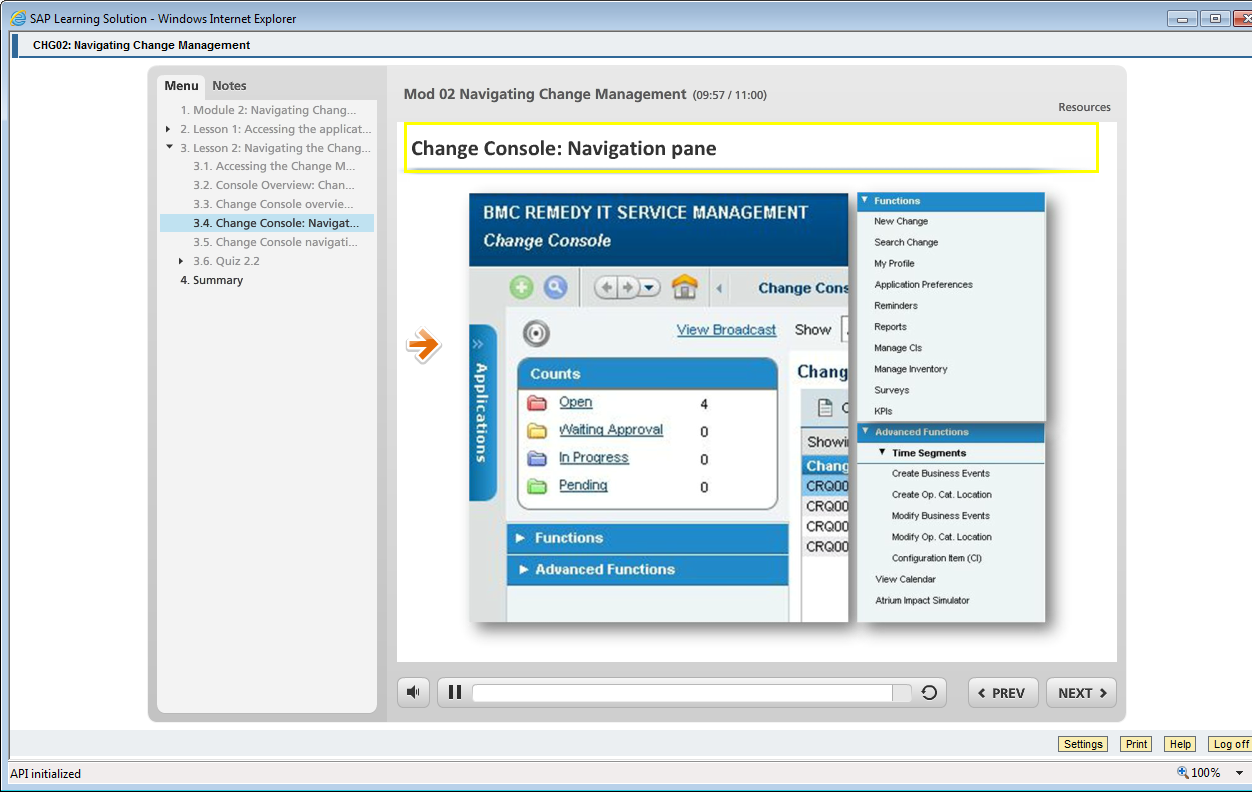 SAP Learning Solution - Windows Internet Explorer
CHG02: Navigating Change Management
Menu
Notes
1. Module 2: Navigating Chang...
2. Lesson 1: Accessing the applicat...
3. Lesson 2: Navigating the Chang...
3.1. Accessing the Change M...
3.2. Console Overview: Chan...
3.3. Change Console overvie...
3.4. Change Console: Navigat...
3.5. Change Console navigati...
3.6. Quiz 2.2
4. Summary
Mod 02 Navigating Change Management (09:57 / 11:00)
Resources
Change Console: Navigation pane
BMC REMEDY IT SERVICE MANAGEMENT
Change Console
Change Cons
View Broadcast
Show
Applications
Counts
Open 4
Waiting Approval 0
In Progress 0
Pending 0
Functions
Advanced Functions
Chang
Showi
Chang
CRQ00
CRQ00
CRQ00
CRQ00
Functions
New Change
Search Change
My Profile
Application Preferences
Reminders
Reports
Manage CIs
Manage Inventory
Surveys
KPIs
Advanced Functions
Time Segments
Create Business Events
Create Op. Cat. Location
Modify Business Events
Modify Op. Cat. Location
Configuration Item (CI)
View Calendar
Atrium Impact Simulator
PREV
NEXT
Settings
Print
Help
Log off
API initialized
100%